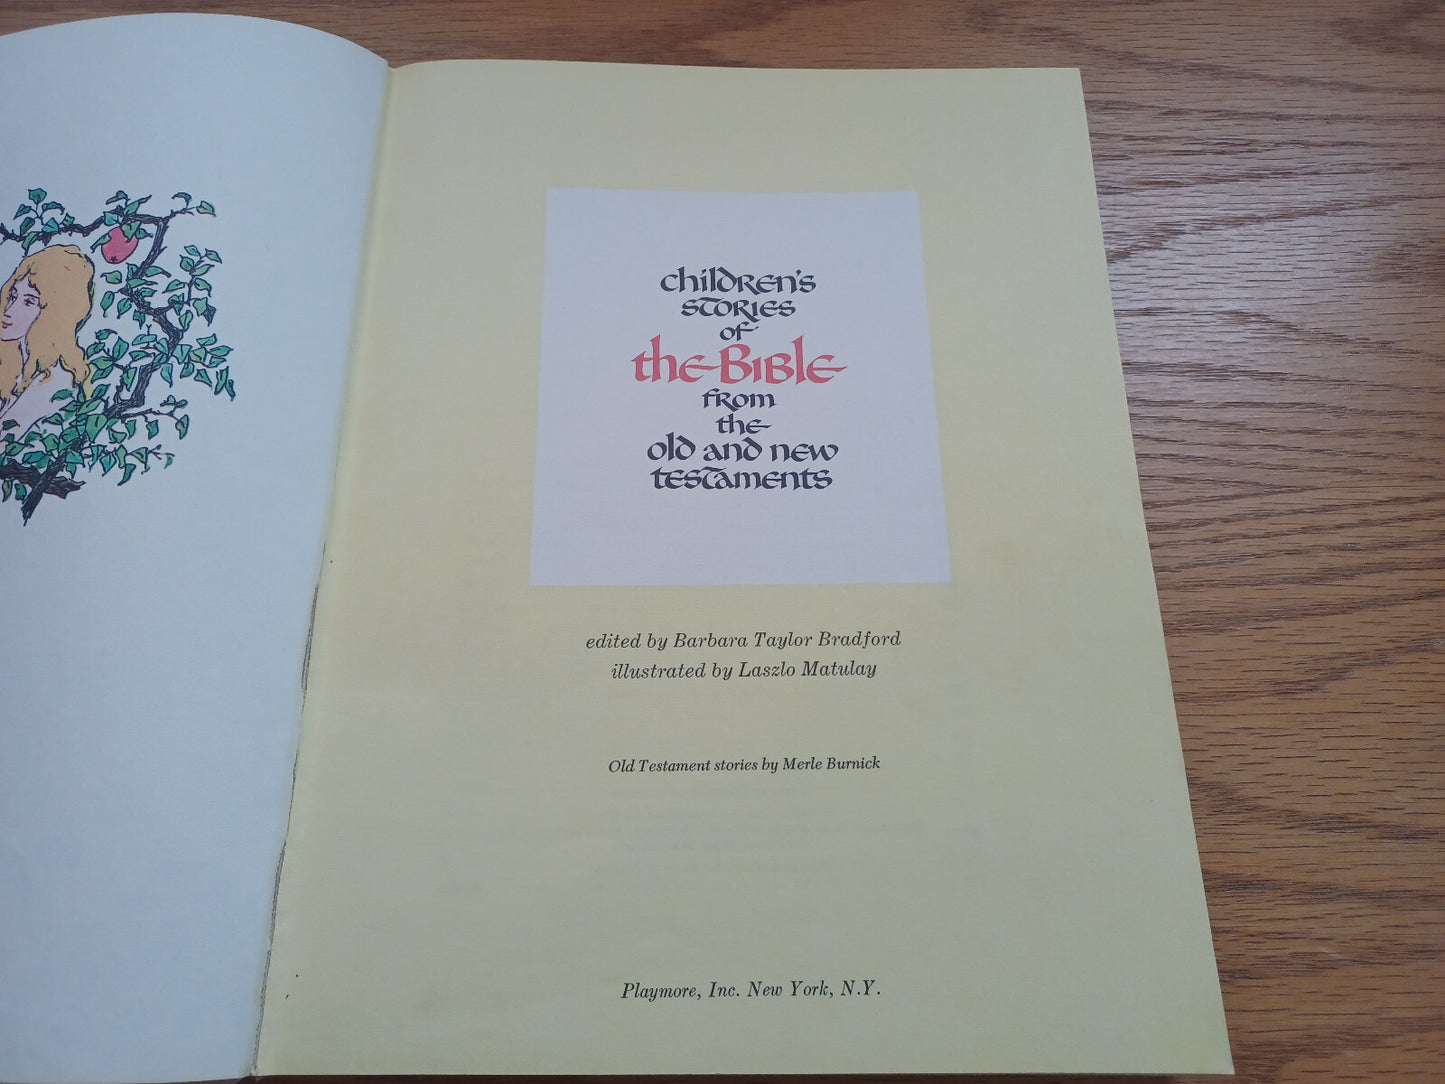 children's
stories
of
the Bible
from
the
old and new
testaments
edited by Barbara Taylor Bradford
illustrated by Laszlo Matulay
Old Testament stories by Merle Burnick
Playmore, Inc. New York, N.Y.